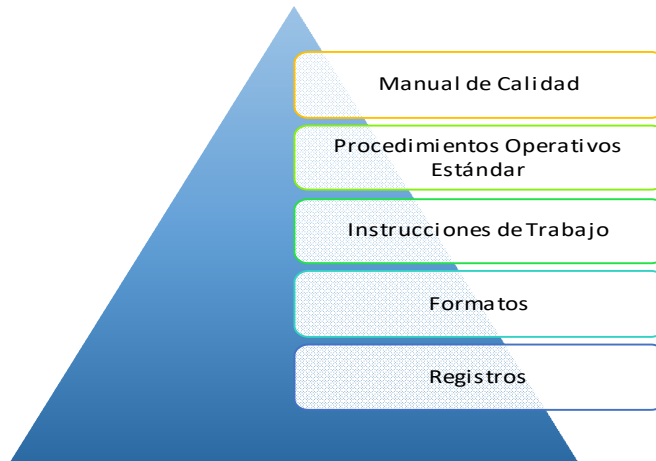 Manual de Calidad
Procedimientos Operativos
Estándar
Instrucciones de Trabajo
Formatos
Registros